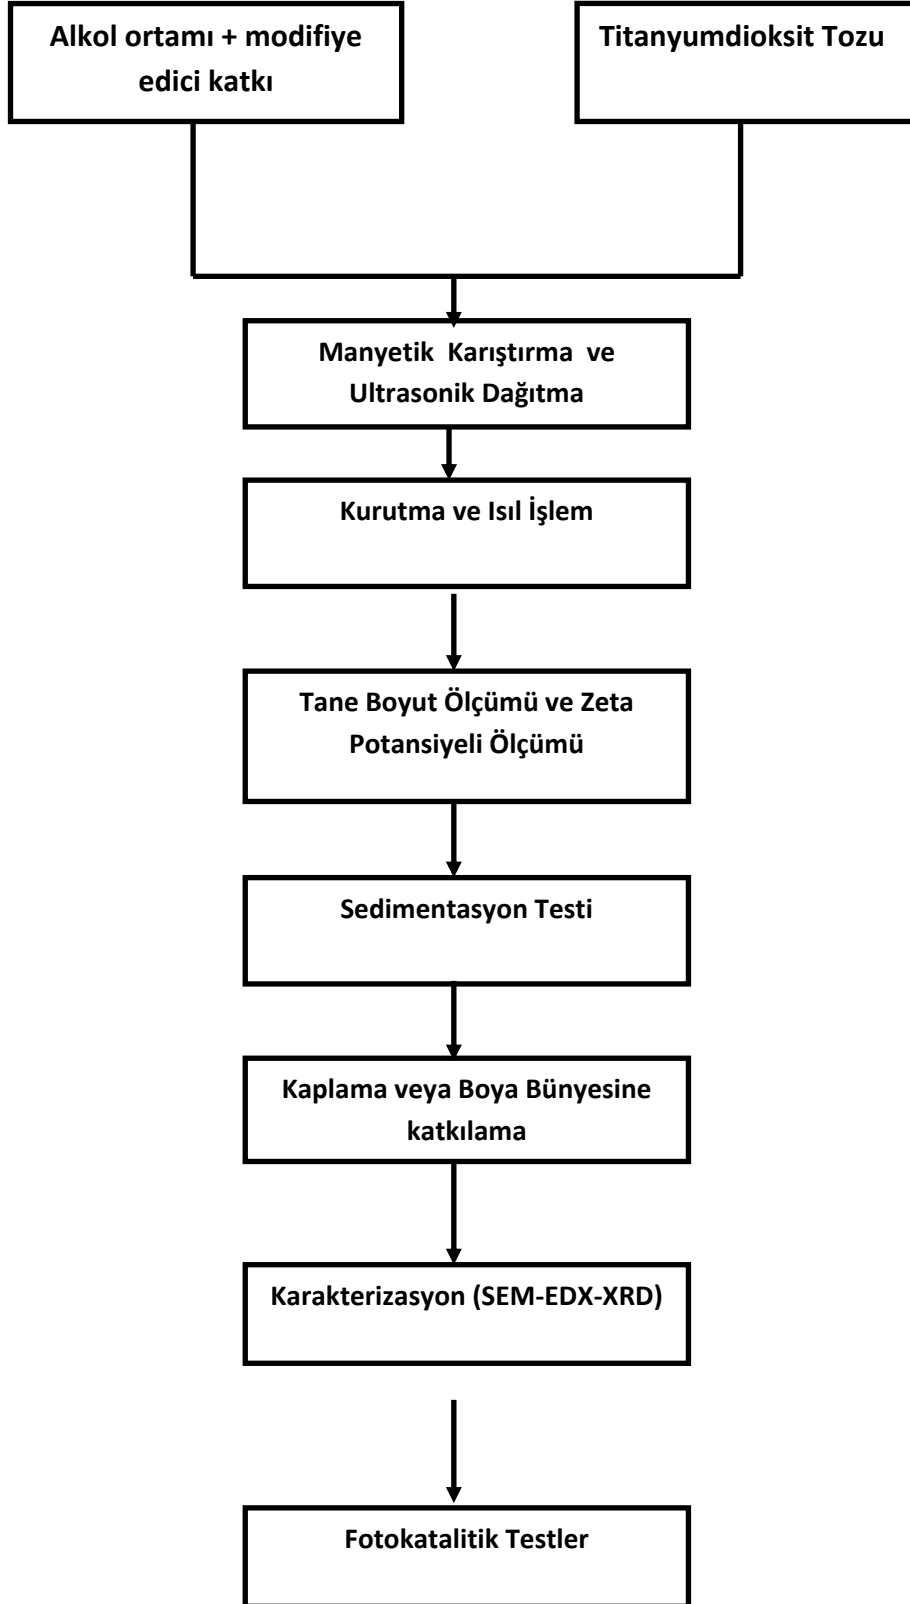 Alkol ortamı + modifiye
edici katkı
Titanyumdioksit Tozu
Manyetik Karıştırma ve
Ultrasonik Dağıtma
Kurutma ve Isıl İşlem
Tane Boyut Ölçümü ve Zeta
Potansiyeli Ölçümü
Sedimentasyon Testi
Kaplama veya Boya Bünyesine
katkılama
Karakterizasyon (SEM-EDX-XRD)
Fotokatalitik Testler